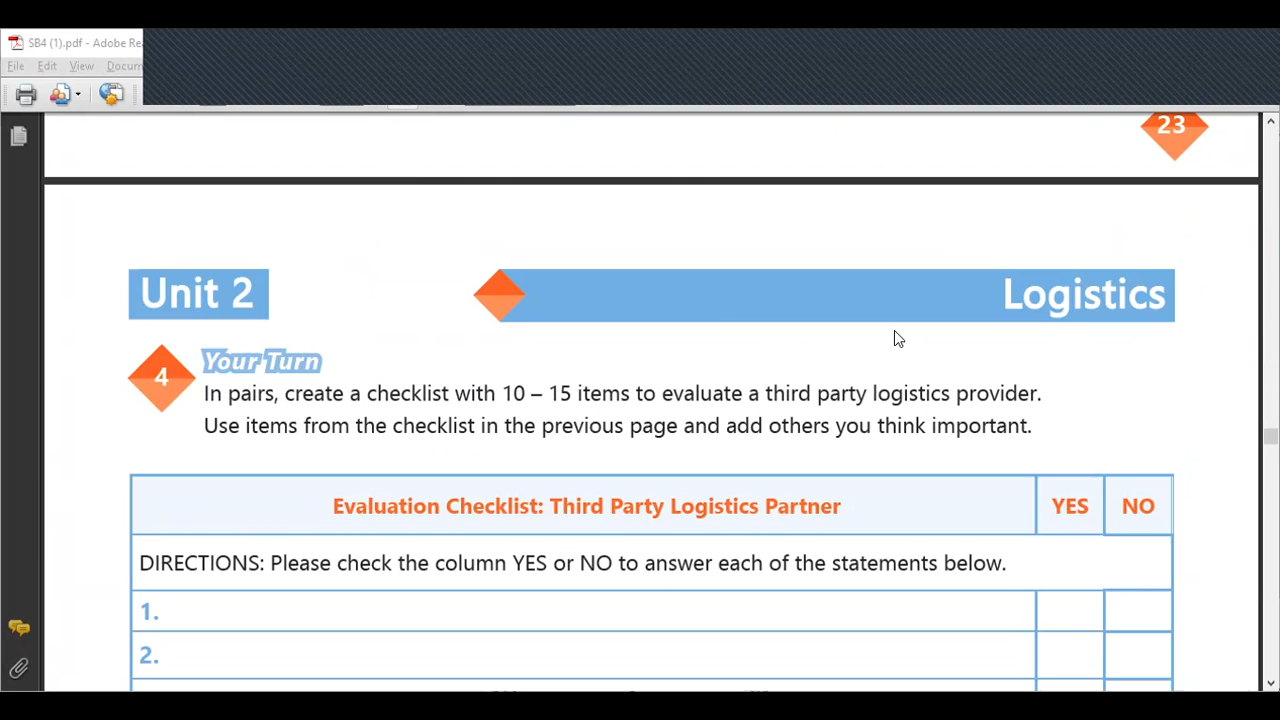 SB4 (1).pdf - Adobe Re
File Edit View Docum
23
Unit 2
Logistics
4
Your Turn
In pairs, create a checklist with 10 – 15 items to evaluate a third party logistics provider.
Use items from the checklist in the previous page and add others you think important.
Evaluation Checklist: Third Party Logistics Partner YES NO
DIRECTIONS: Please check the column YES or NO to answer each of the statements below.
1.
2.